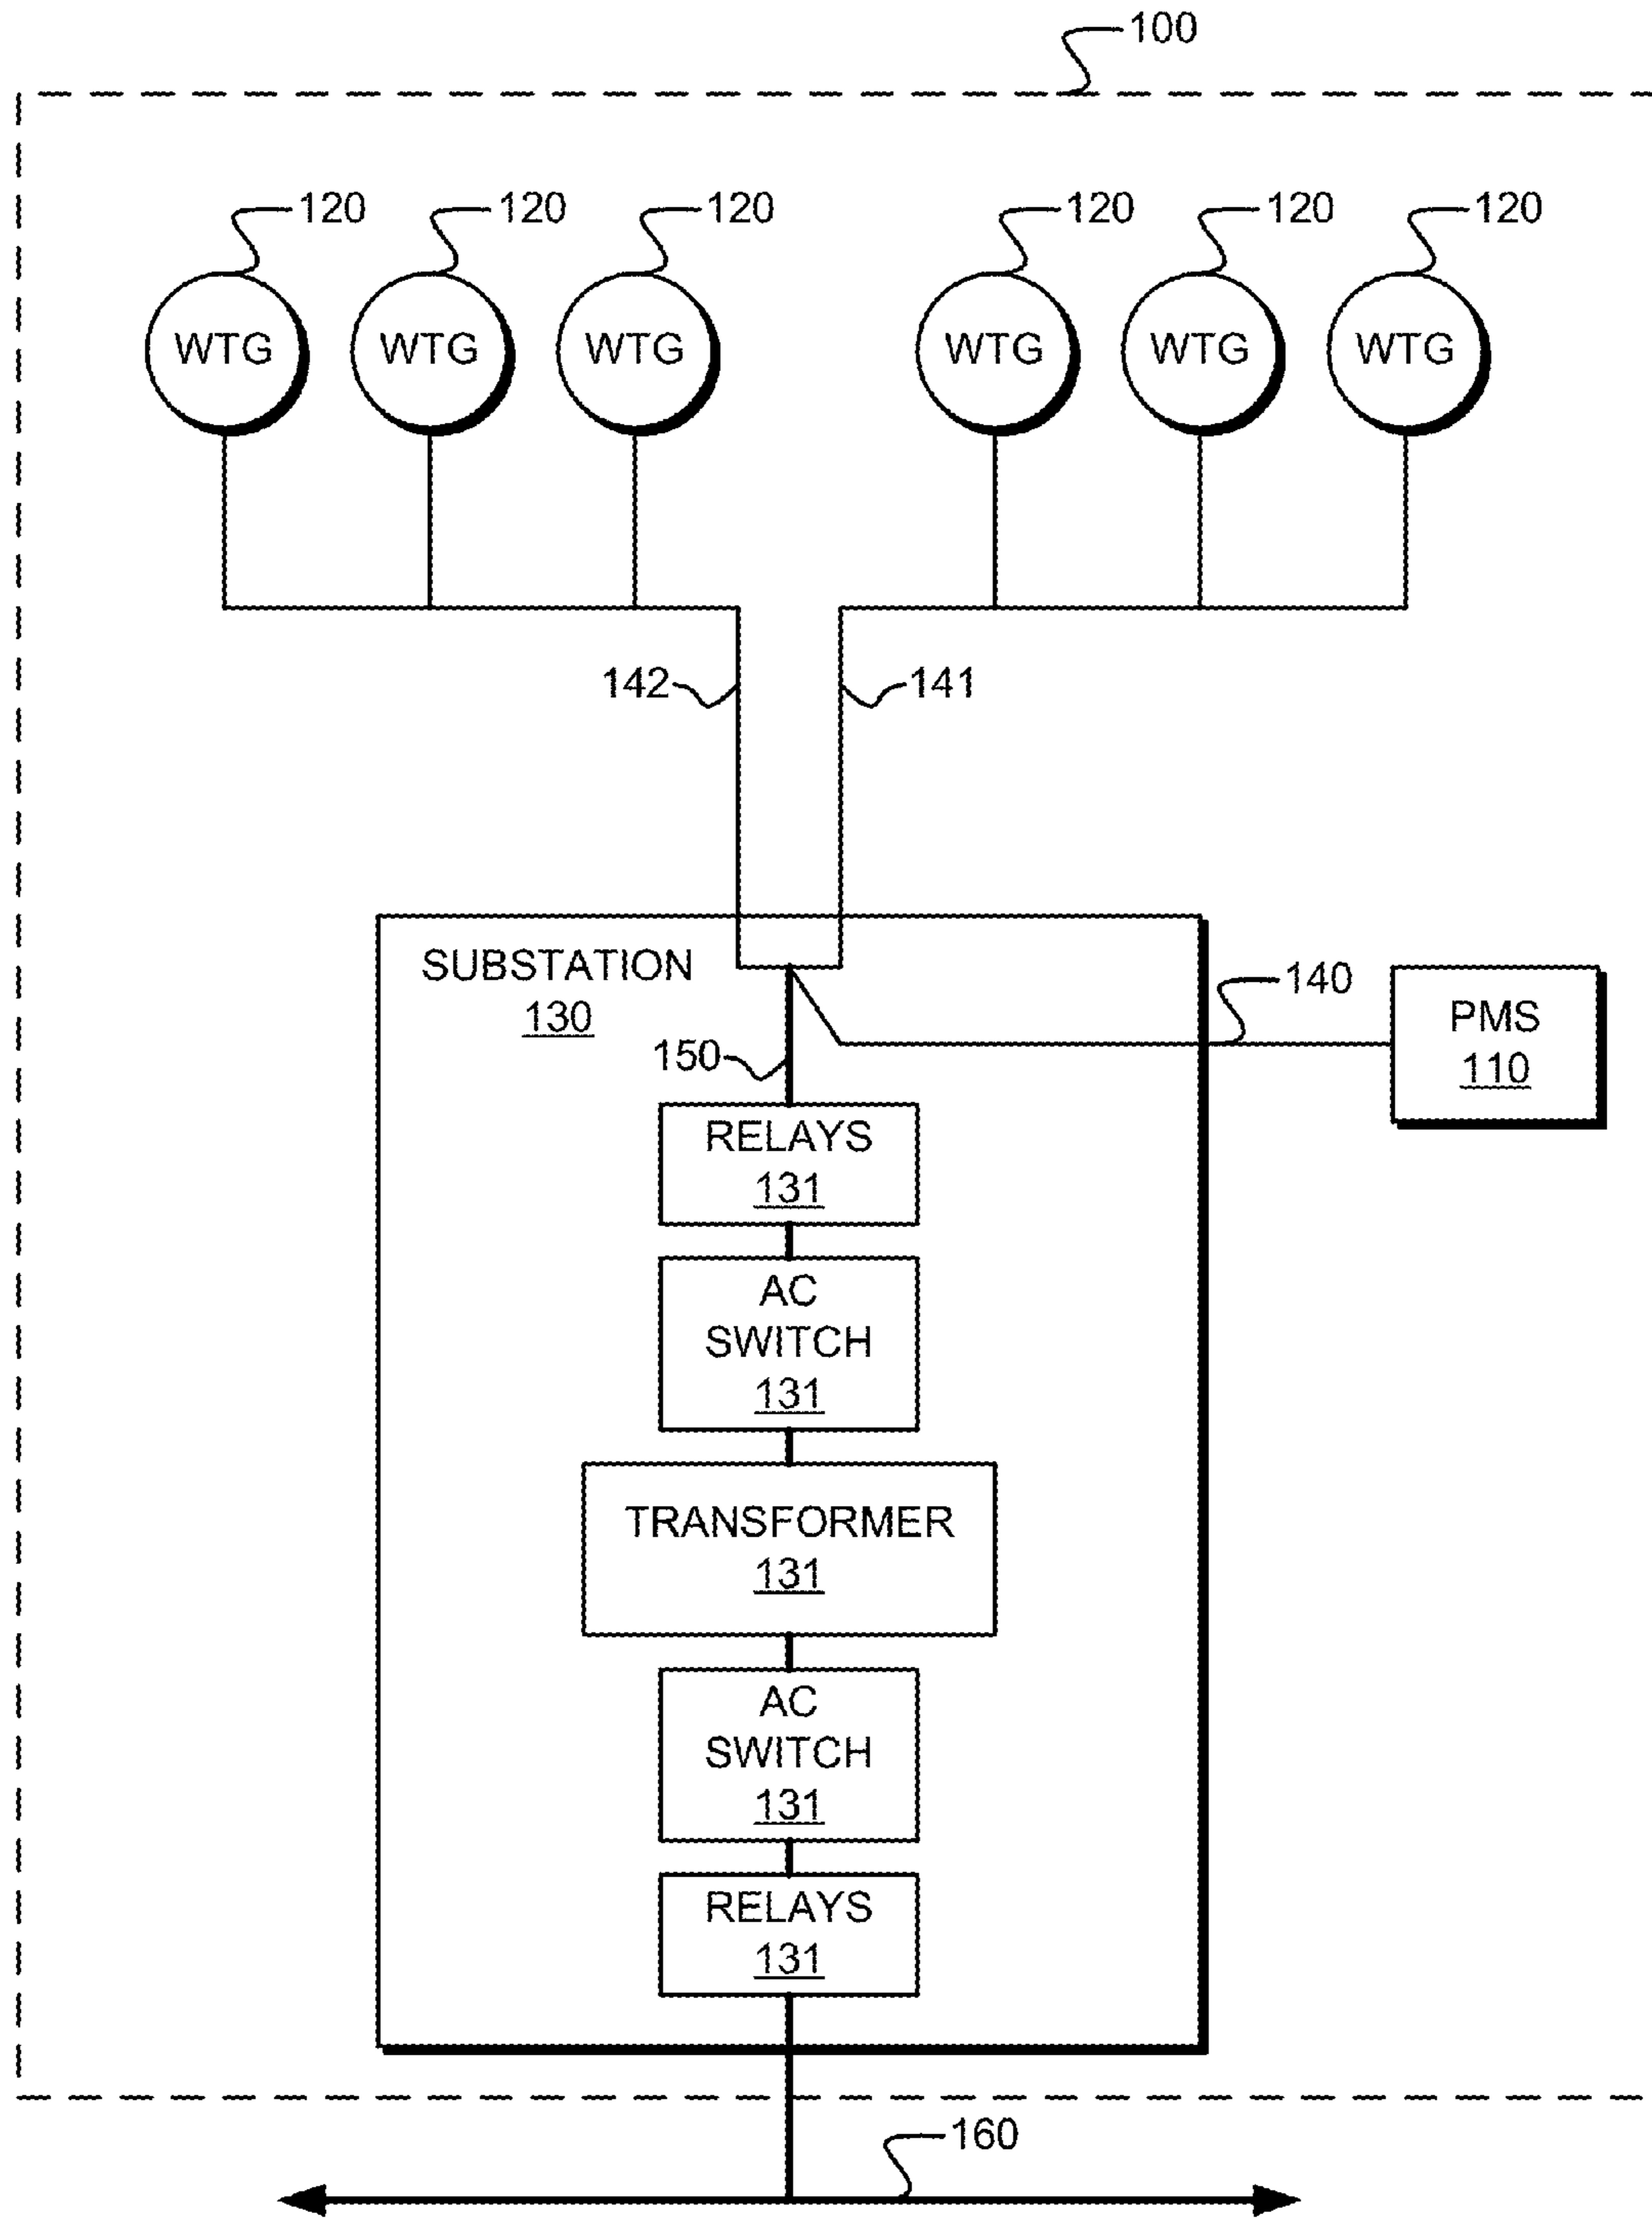 100
120 120 120 120 120 120
WTG WTG WTG WTG WTG WTG
142 141
SUBSTATION
130
140
PMS
110
150
RELAYS
131
AC
SWITCH
131
TRANSFORMER
131
AC
SWITCH
131
RELAYS
131
160